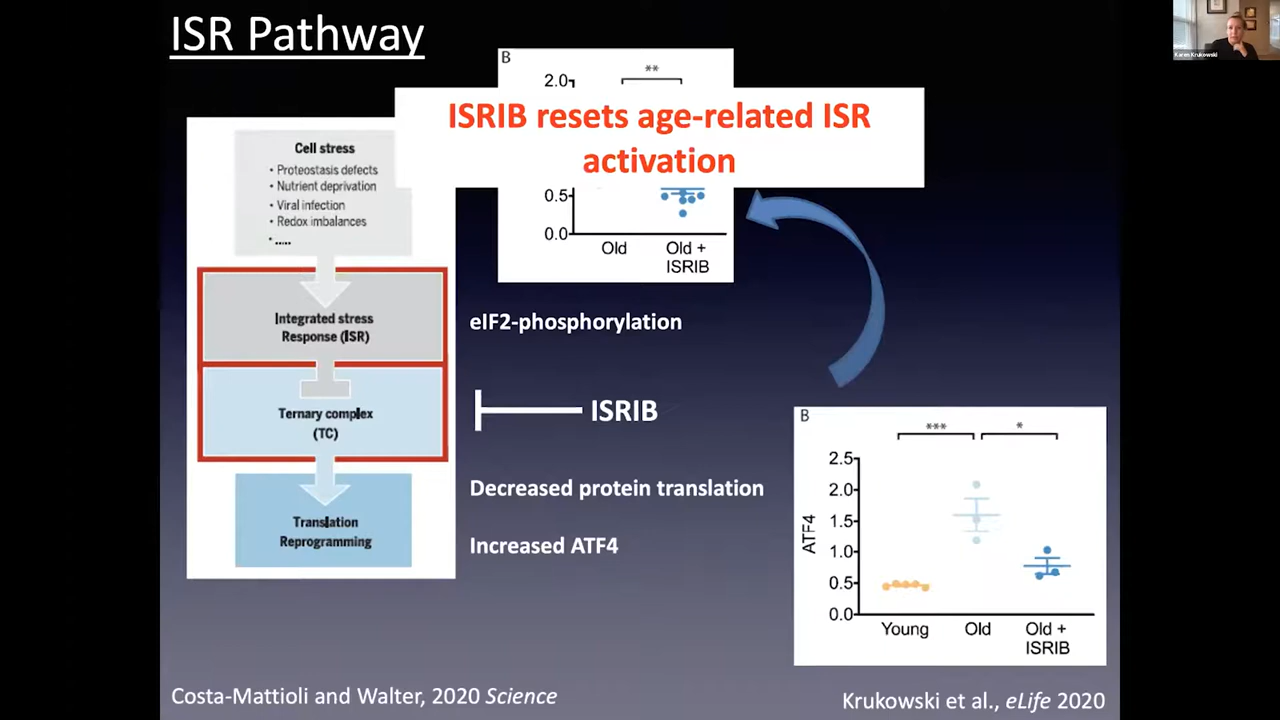 ISR Pathway
Karen Krukowski
B
**
2.0
ISRIB resets age-related ISR
activation
0.5
0.0
Old
Old +
ISRIB
Cell stress
• Proteostasis defects
• Nutrient deprivation
• Viral infection
• Redox imbalances
• .....
Integrated stress
Response (ISR)
eIF2-phosphorylation
Ternary complex
(TC)
ISRIB
Decreased protein translation
Translation
Reprogramming
Increased ATF4
B
***
*
2.5
2.0
1.5
1.0
0.5
0.0
ATF4
Young
Old
Old +
ISRIB
Costa-Mattioli and Walter, 2020 Science
Krukowski et al., eLife 2020